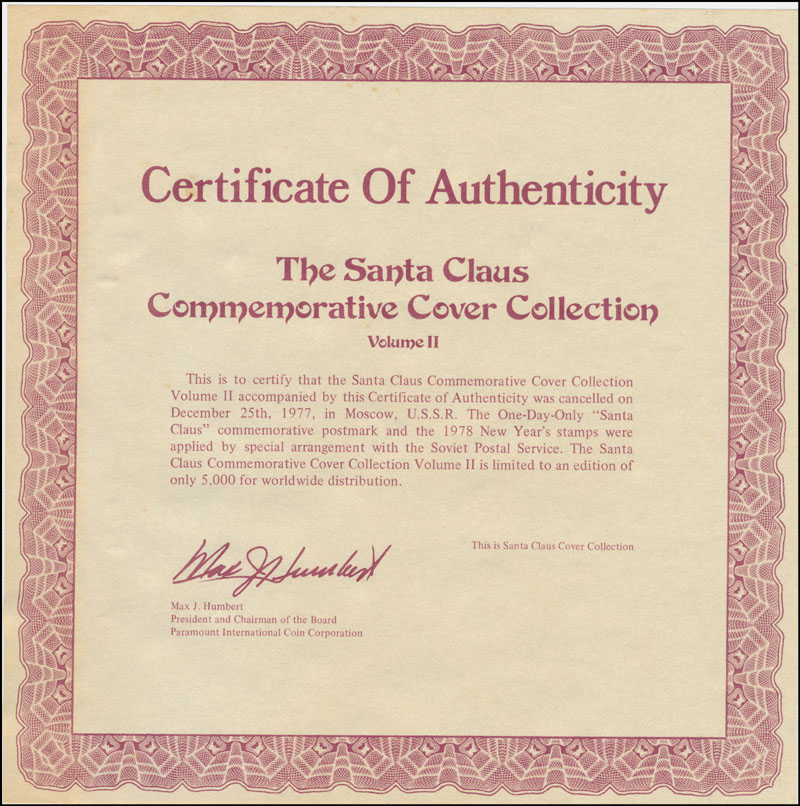 Certificate Of Authenticity
The Santa Claus
Commemorative Cover Collection
Volume II
This is to certify that the Santa Claus Commemorative Cover Collection
Volume II accompanied by this Certificate of Authenticity was cancelled on
December 25th, 1977, in Moscow, U.S.S.R. The One-Day-Only “Santa
Claus” commemorative postmark and the 1978 New Year's stamps were
applied by special arrangement with the Soviet Postal Service. The Santa
Claus Commemorative Cover Collection Volume II is limited to an edition of
only 5,000 for worldwide distribution.
This is Santa Claus Cover Collection
Max J Humbert
Max J. Humbert
President and Chairman of the Board
Paramount International Coin Corporation